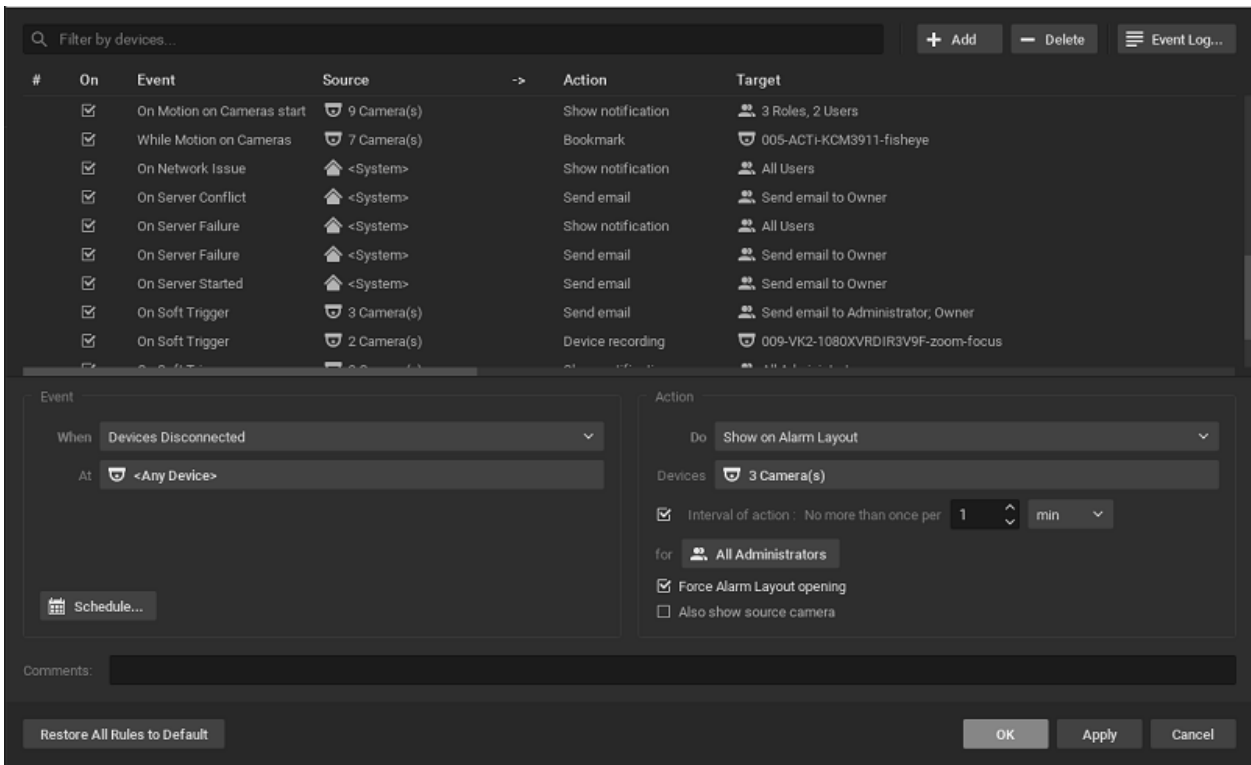 Filter by devices...
Add
Delete
Event Log...
# On Event Source -> Action Target
On Motion on Cameras start 9 Camera(s) Show notification 3 Roles, 2 Users
While Motion on Cameras 7 Camera(s) Bookmark 005-ACTi-KCM3911-fisheye
On Network Issue <System> Show notification All Users
On Server Conflict <System> Send email Send email to Owner
On Server Failure <System> Show notification All Users
On Server Failure <System> Send email Send email to Owner
On Server Started <System> Send email Send email to Owner
On Soft Trigger 3 Camera(s) Send email Send email to Administrator; Owner
On Soft Trigger 2 Camera(s) Device recording 009-VK2-1080XVRDIR3V9F-zoom-focus
Event
When Devices Disconnected
At <Any Device>
Schedule...
Action
Do Show on Alarm Layout
Devices 3 Camera(s)
Interval of action : No more than once per 1 min
for All Administrators
Force Alarm Layout opening
Also show source camera
Comments:
Restore All Rules to Default
OK
Apply
Cancel